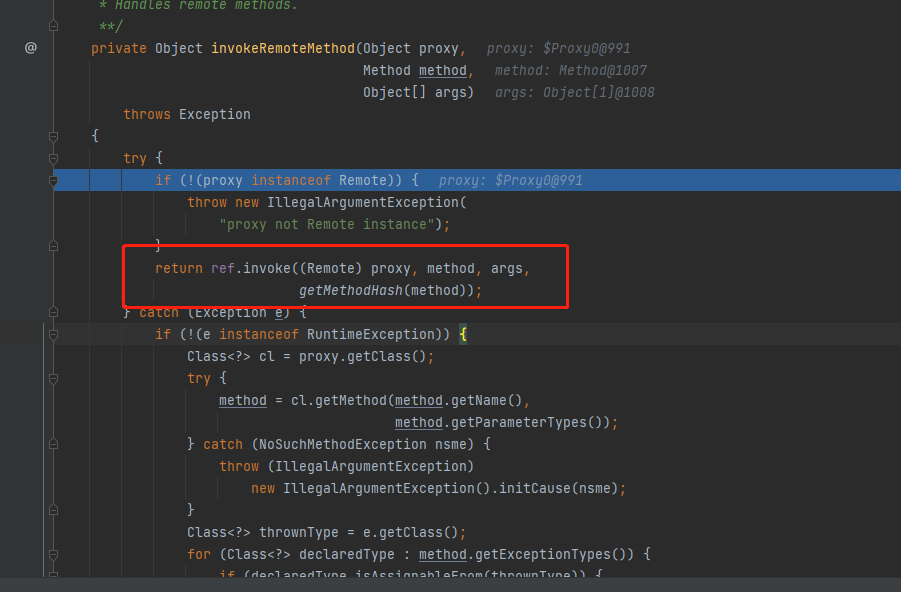 * Handles remote methods.
**/
@ private Object invokeRemoteMethod(Object proxy, proxy: $Proxy0@991
Method method, method: Method@1007
Object[] args) args: Object[1]@1008
throws Exception
{
try {
if (!(proxy instanceof Remote)) { proxy: $Proxy0@991
throw new IllegalArgumentException(
"proxy not Remote instance");
}
return ref.invoke((Remote) proxy, method, args,
getMethodHash(method));
} catch (Exception e) {
if (!(e instanceof RuntimeException)) {
Class<?> cl = proxy.getClass();
try {
method = cl.getMethod(method.getName(),
method.getParameterTypes());
} catch (NoSuchMethodException nsme) {
throw (IllegalArgumentException)
new IllegalArgumentException().initCause(nsme);
}
Class<?> thrownType = e.getClass();
for (Class<?> declaredType : method.getExceptionTypes()) {
if (declaredType.isAssignableFrom(thrownType)) {